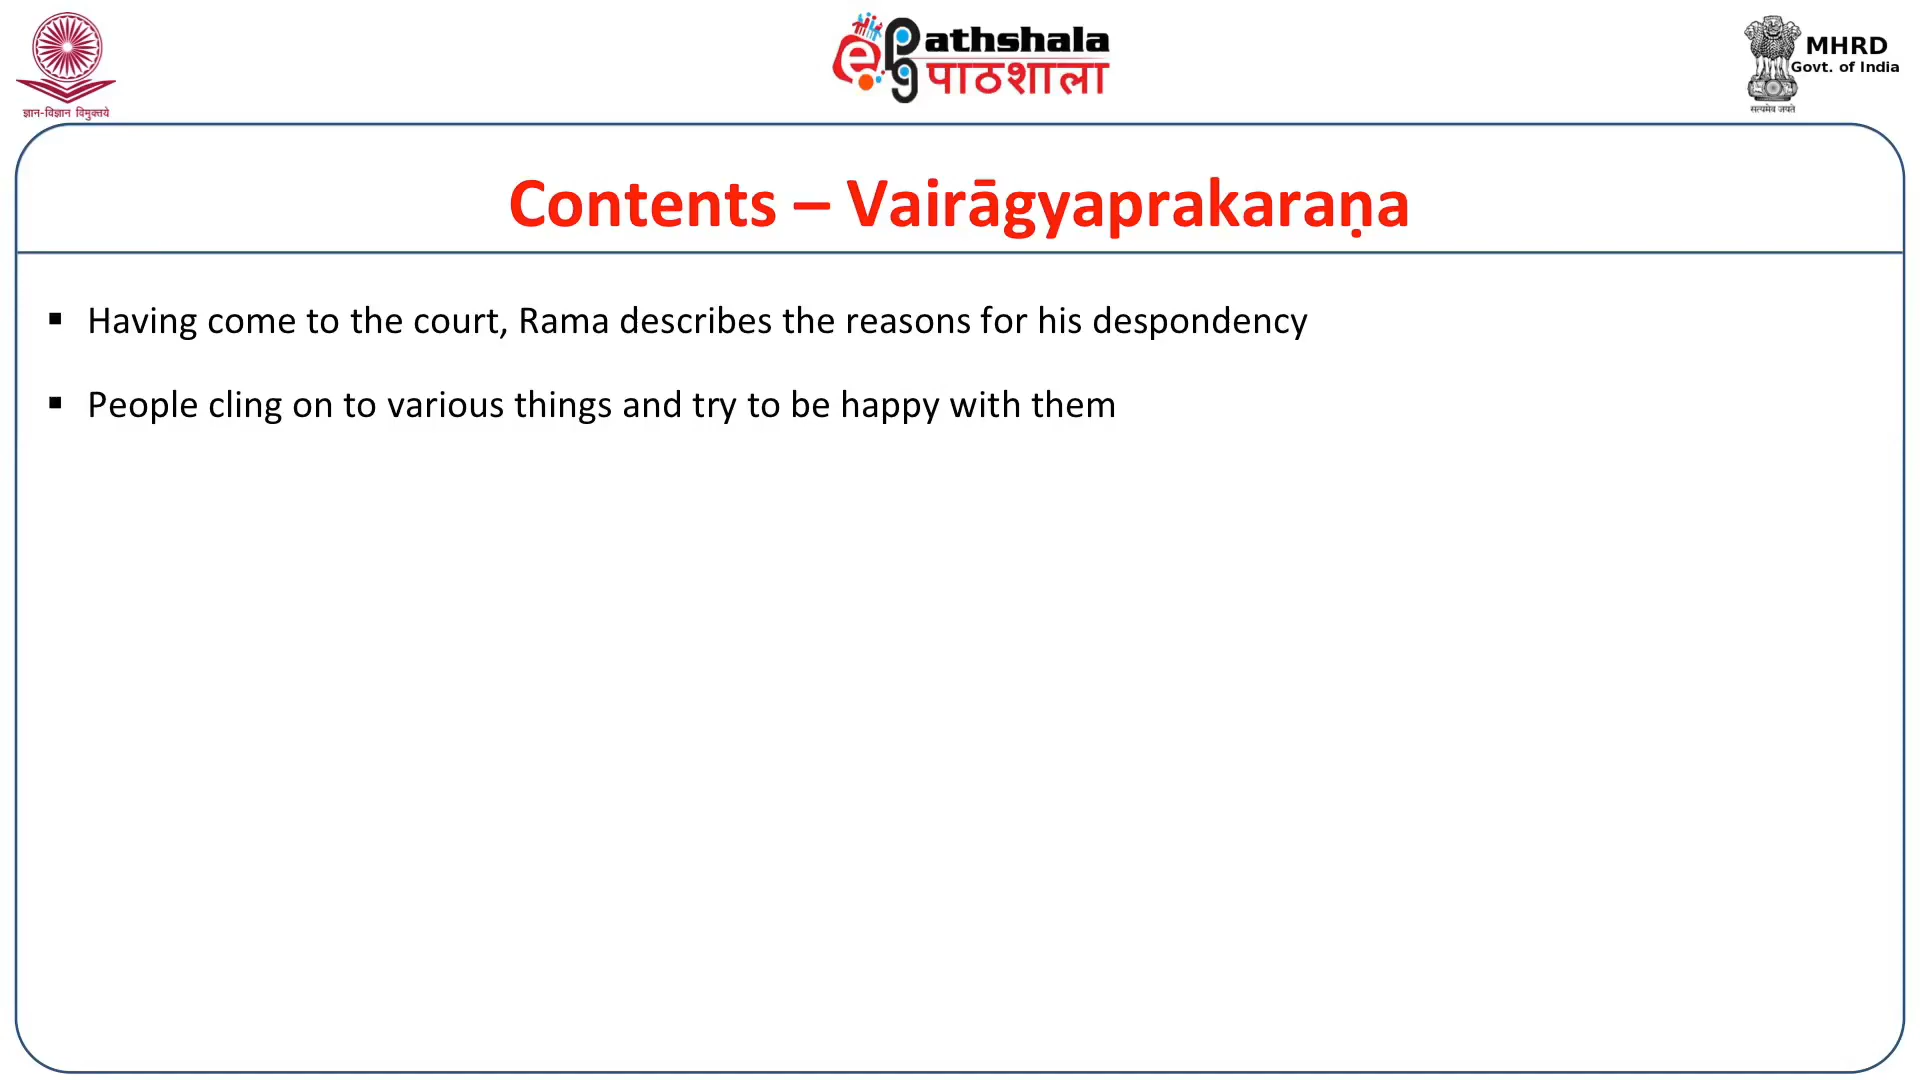 ज्ञान-विज्ञान विमुक्तये
ePathshala
पाठशाला
MHRD
Govt. of India
सत्यमेव जयते
Contents – Vairāgyaprakaraṇa
▪ Having come to the court, Rama describes the reasons for his despondency
▪ People cling on to various things and try to be happy with them